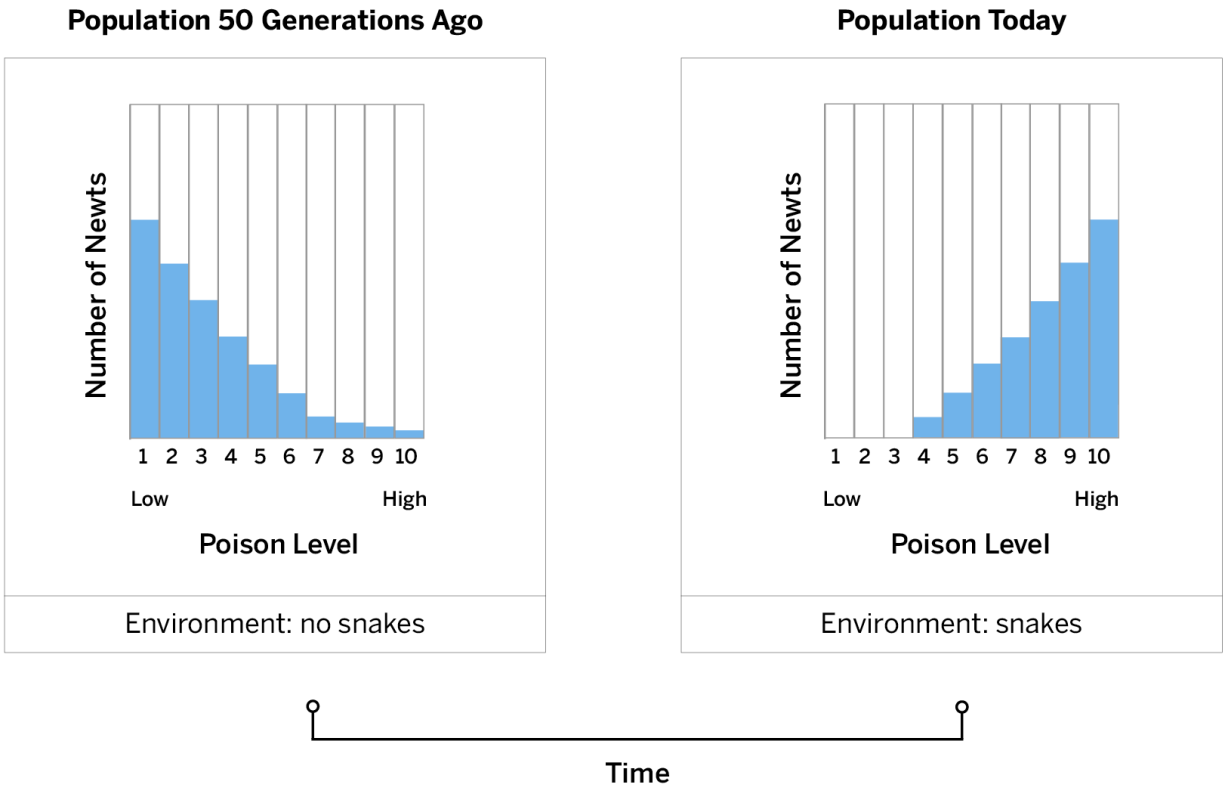 Population 50 Generations Ago
Number of Newts
1 2 3 4 5 6 7 8 9 10
Low High
Poison Level
Environment: no snakes
Population Today
Number of Newts
1 2 3 4 5 6 7 8 9 10
Low High
Poison Level
Environment: snakes
Time